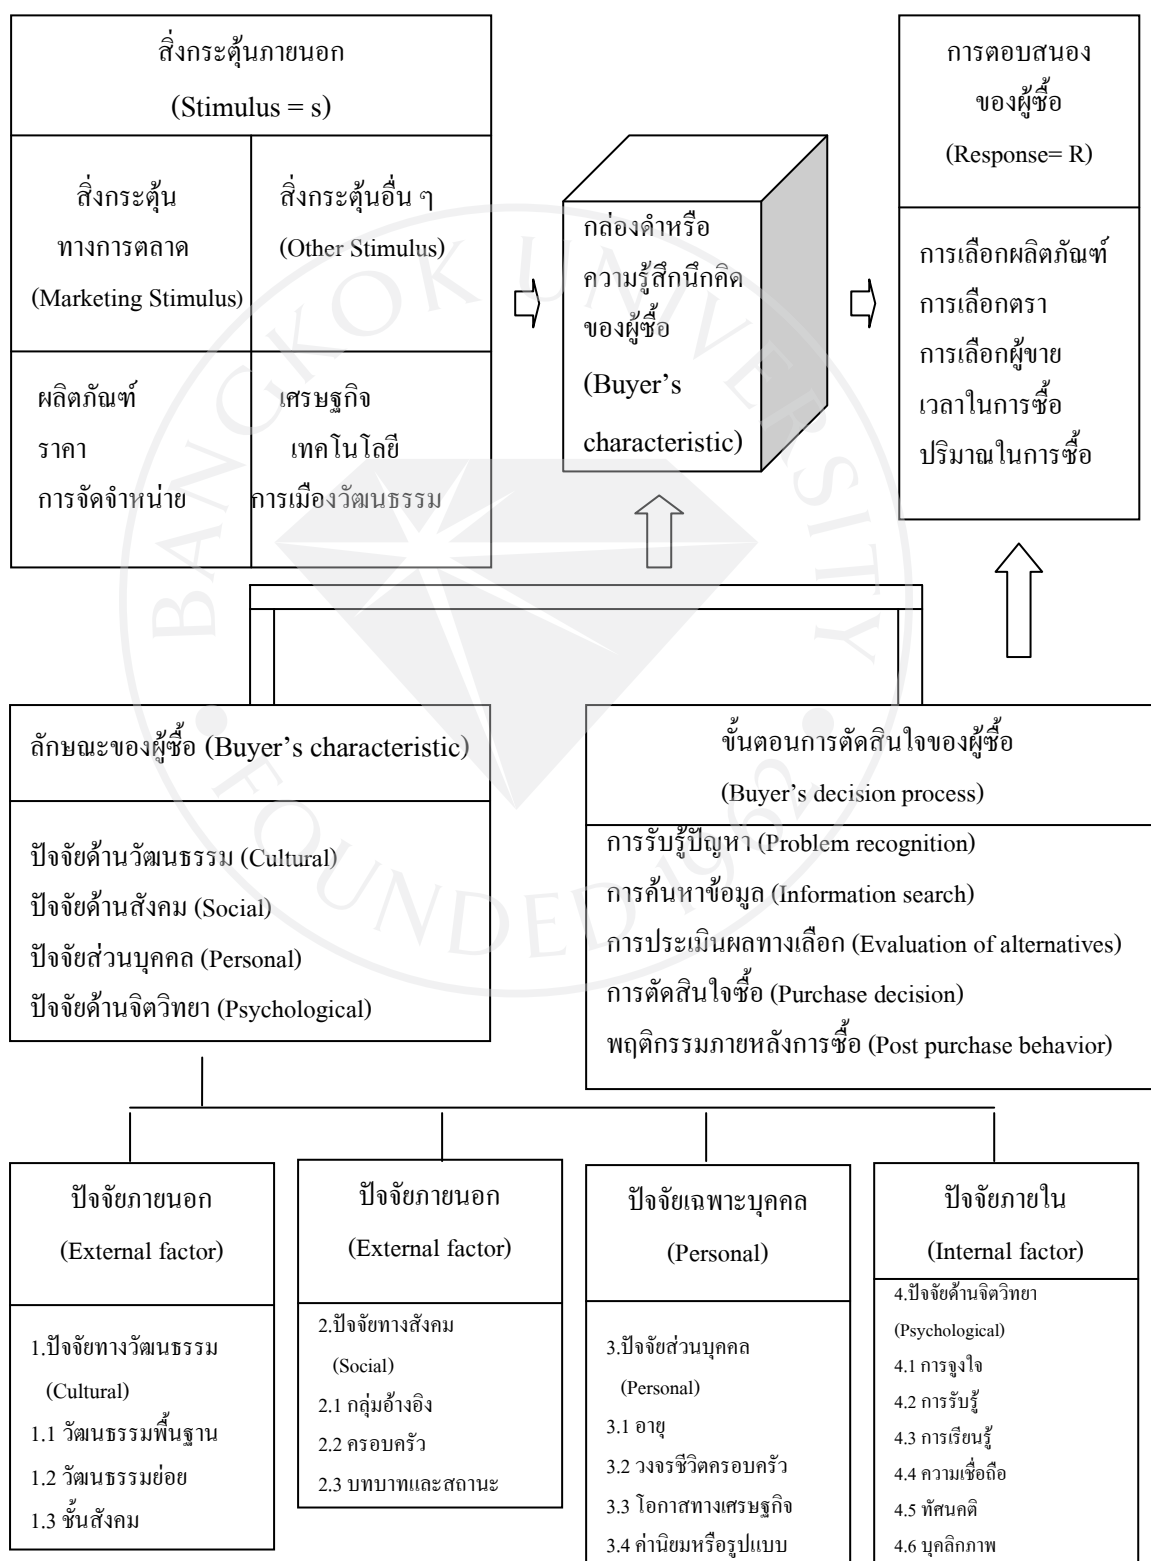 สิ่งกระตุ้นภายนอก
(Stimulus = s)
สิ่งกระตุ้น
ทางการตลาด
(Marketing Stimulus)
สิ่งกระตุ้นอื่น ๆ
(Other Stimulus)
ผลิตภัณฑ์
ราคา
การจัดจำหน่าย
เศรษฐกิจ
เทคโนโลยี
การเมืองวัฒนธรรม
กล่องดำหรือ
ความรู้สึกนึกคิด
ของผู้ซื้อ
(Buyer’s
characteristic)
การตอบสนอง
ของผู้ซื้อ
(Response= R)
การเลือกผลิตภัณฑ์
การเลือกตรา
การเลือกผู้ขาย
เวลาในการซื้อ
ปริมาณในการซื้อ
ลักษณะของผู้ซื้อ (Buyer’s characteristic)
ปัจจัยด้านวัฒนธรรม (Cultural)
ปัจจัยด้านสังคม (Social)
ปัจจัยส่วนบุคคล (Personal)
ปัจจัยด้านจิตวิทยา (Psychological)
ขั้นตอนการตัดสินใจของผู้ซื้อ
(Buyer’s decision process)
การรับรู้ปัญหา (Problem recognition)
การค้นหาข้อมูล (Information search)
การประเมินผลทางเลือก (Evaluation of alternatives)
การตัดสินใจซื้อ (Purchase decision)
พฤติกรรมภายหลังการซื้อ (Post purchase behavior)
ปัจจัยภายนอก
(External factor)
1.ปัจจัยทางวัฒนธรรม
(Cultural)
1.1 วัฒนธรรมพื้นฐาน
1.2 วัฒนธรรมย่อย
1.3 ชั้นสังคม
ปัจจัยภายนอก
(External factor)
2.ปัจจัยทางสังคม
(Social)
2.1 กลุ่มอ้างอิง
2.2 ครอบครัว
2.3 บทบาทและสถานะ
ปัจจัยเฉพาะบุคคล
(Personal)
3.ปัจจัยส่วนบุคคล
(Personal)
3.1 อายุ
3.2 วงจรชีวิตครอบครัว
3.3 โอกาสทางเศรษฐกิจ
3.4 ค่านิยมหรือรูปแบบ
ปัจจัยภายใน
(Internal factor)
4.ปัจจัยด้านจิตวิทยา
(Psychological)
4.1 การจูงใจ
4.2 การรับรู้
4.3 การเรียนรู้
4.4 ความเชื่อถือ
4.5 ทัศนคติ
4.6 บุคลิกภาพ
BANGKOK UNIVERSITY
FOUNDED 1962